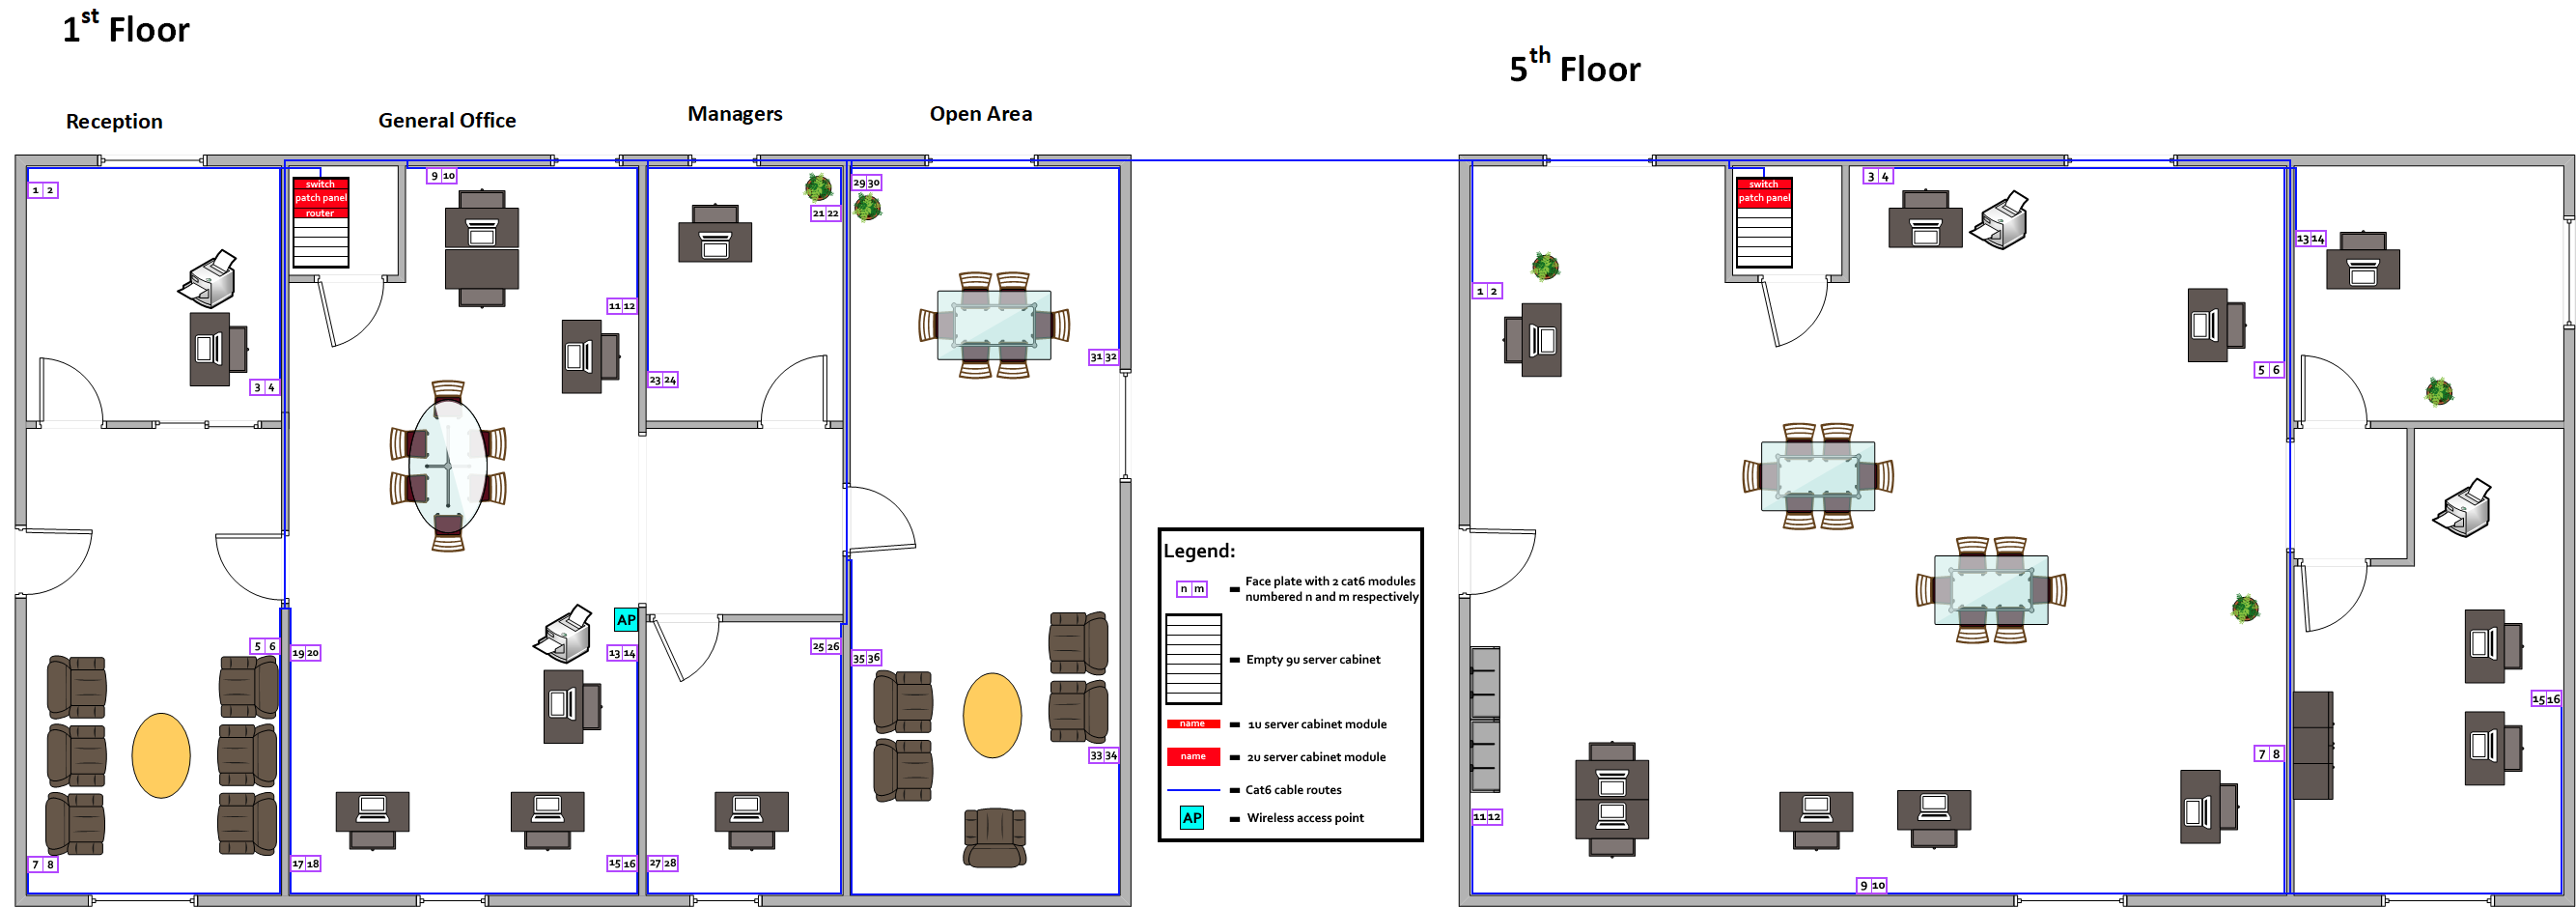 1st Floor
5th Floor
Reception
General Office
Managers
Open Area
1 2
switch
patch panel
router
9 10
21 22
29 30
11 12
3 4
23 24
31 32
AP
5 6
19 20
13 14
25 26
35 36
33 34
7 8
17 18
15 16
27 28
switch
patch panel
3 4
13 14
1 2
5 6
15 16
7 8
11 12
9 10
Legend:
n m
Face plate with 2 cat6 modules
numbered n and m respectively
Empty 9u server cabinet
name
1u server cabinet module
name
2u server cabinet module
Cat6 cable routes
AP
Wireless access point